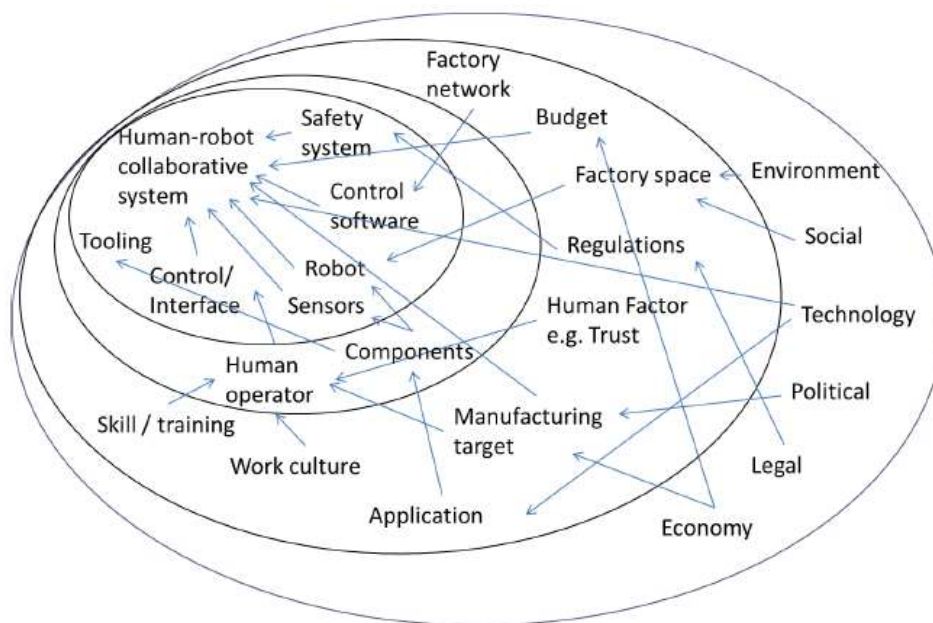 Factory
network
Safety
system
Budget
Human-robot
collaborative
system
Environment
Factory space
Control
software
Tooling
Regulations
Social
Control/
Interface
Robot
Sensors
Human Factor
e.g. Trust
Technology
Human
operator
Components
Political
Skill / training
Manufacturing
target
Work culture
Legal
Application
Economy